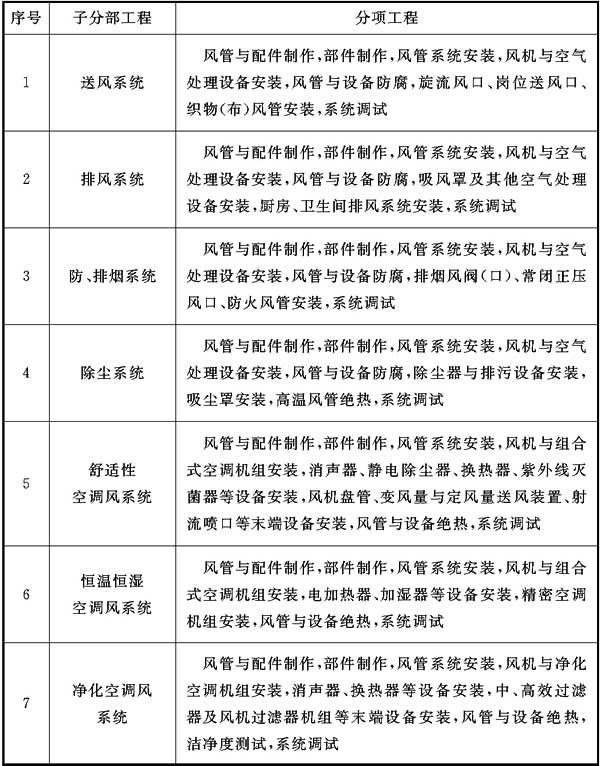 序号 子分部工程 分项工程
1 送风系统 风管与配件制作,部件制作,风管系统安装,风机与空气
处理设备安装,风管与设备防腐,旋流风口、岗位送风口、
织物(布)风管安装,系统调试
2 排风系统 风管与配件制作,部件制作,风管系统安装,风机与空气
处理设备安装,风管与设备防腐,吸风罩及其他空气处理
设备安装,厨房、卫生间排风系统安装,系统调试
3 防、排烟系统 风管与配件制作,部件制作,风管系统安装,风机与空气
处理设备安装,风管与设备防腐,排烟风阀(口)、常闭正压
风口、防火风管安装,系统调试
4 除尘系统 风管与配件制作,部件制作,风管系统安装,风机与空气
处理设备安装,风管与设备防腐,除尘器与排污设备安装,
吸尘罩安装,高温风管绝热,系统调试
5 舒适性
空调风系统
风管与配件制作,部件制作,风管系统安装,风机与组合
式空调机组安装,消声器、静电除尘器、换热器、紫外线灭
菌器等设备安装,风机盘管、变风量与定风量送风装置、射
流喷口等末端设备安装,风管与设备绝热,系统调试
6 恒温恒湿
空调风系统
风管与配件制作,部件制作,风管系统安装,风机与组合
式空调机组安装,电加热器、加湿器等设备安装,精密空调
机组安装,风管与设备绝热,系统调试
7 净化空调风
系统
风管与配件制作,部件制作,风管系统安装,风机与净化
空调机组安装,消声器、换热器等设备安装,中、高效过滤
器及风机过滤器机组等末端设备安装,风管与设备绝热,
洁净度测试,系统调试